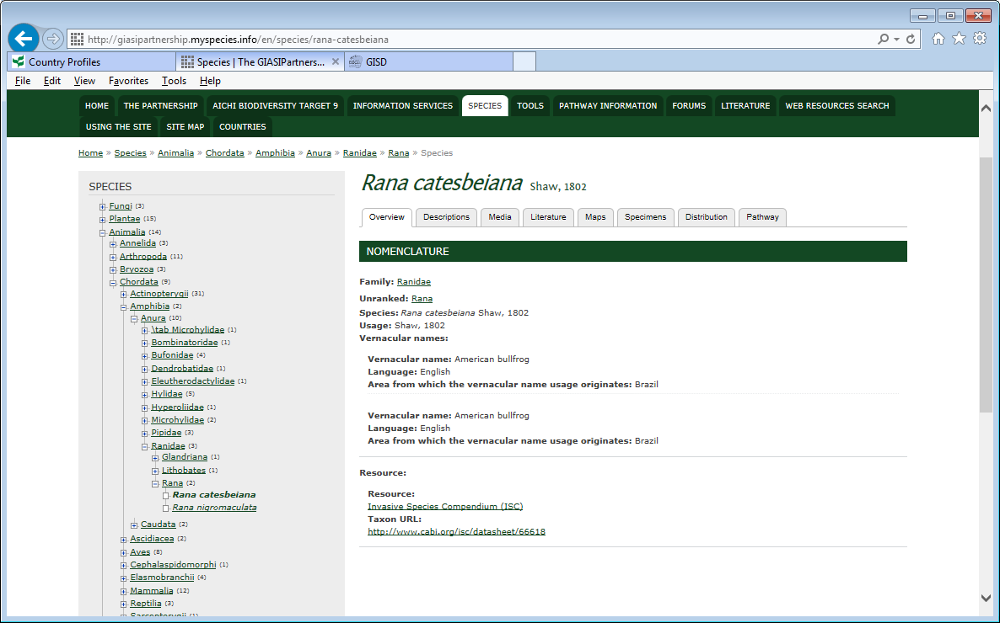 http://giasipartnership.myspecies.info/en/species/rana-catesbeiana
Country Profiles
Species | The GIASIPartners...
GISD
File Edit View Favorites Tools Help
HOME THE PARTNERSHIP AICHI BIODIVERSITY TARGET 9 INFORMATION SERVICES SPECIES TOOLS PATHWAY INFORMATION FORUMS LITERATURE WEB RESOURCES SEARCH
USING THE SITE SITE MAP COUNTRIES
Home » Species » Animalia » Chordata » Amphibia » Anura » Ranidae » Rana » Species
SPECIES
Fungi (3)
Plantae (15)
Animalia (14)
Annelida (3)
Arthropoda (11)
Bryozoa (3)
Chordata (9)
Actinopterygii (31)
Amphibia (2)
Anura (10)
\tab Microhylidae (1)
Bombinatoridae (1)
Bufonidae (4)
Dendrobatidae (1)
Eleutherodactylidae (1)
Hylidae (5)
Hyperoliidae (1)
Microhylidae (2)
Pipidae (3)
Ranidae (3)
Glandriana (1)
Lithobates (1)
Rana (2)
Rana catesbeiana
Rana nigromaculata
Caudata (2)
Ascidiacea (2)
Aves (8)
Cephalaspidomorphi (1)
Elasmobranchii (4)
Mammalia (12)
Reptilia (3)
Sarcopterygii (1)
Rana catesbeiana Shaw, 1802
Overview Descriptions Media Literature Maps Specimens Distribution Pathway
NOMENCLATURE
Family: Ranidae
Unranked: Rana
Species: Rana catesbeiana Shaw, 1802
Usage: Shaw, 1802
Vernacular names:
Vernacular name: American bullfrog
Language: English
Area from which the vernacular name usage originates: Brazil
Vernacular name: American bullfrog
Language: English
Area from which the vernacular name usage originates: Brazil
Resource:
Resource:
Invasive Species Compendium (ISC)
Taxon URL:
http://www.cabi.org/isc/datasheet/66618